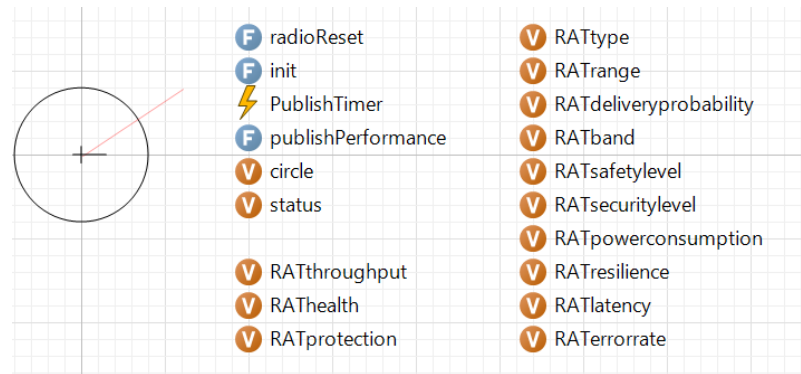 F radioReset
F init
PublishTimer
F publishPerformance
V circle
V status
V RATthroughput
V RAThealth
V RATprotection
V RATtype
V RATrange
V RATdeliveryprobability
V RATband
V RATsafetylevel
V RATsecuritylevel
V RATpowerconsumption
V RATresilience
V RATlatency
V RATerrorrate